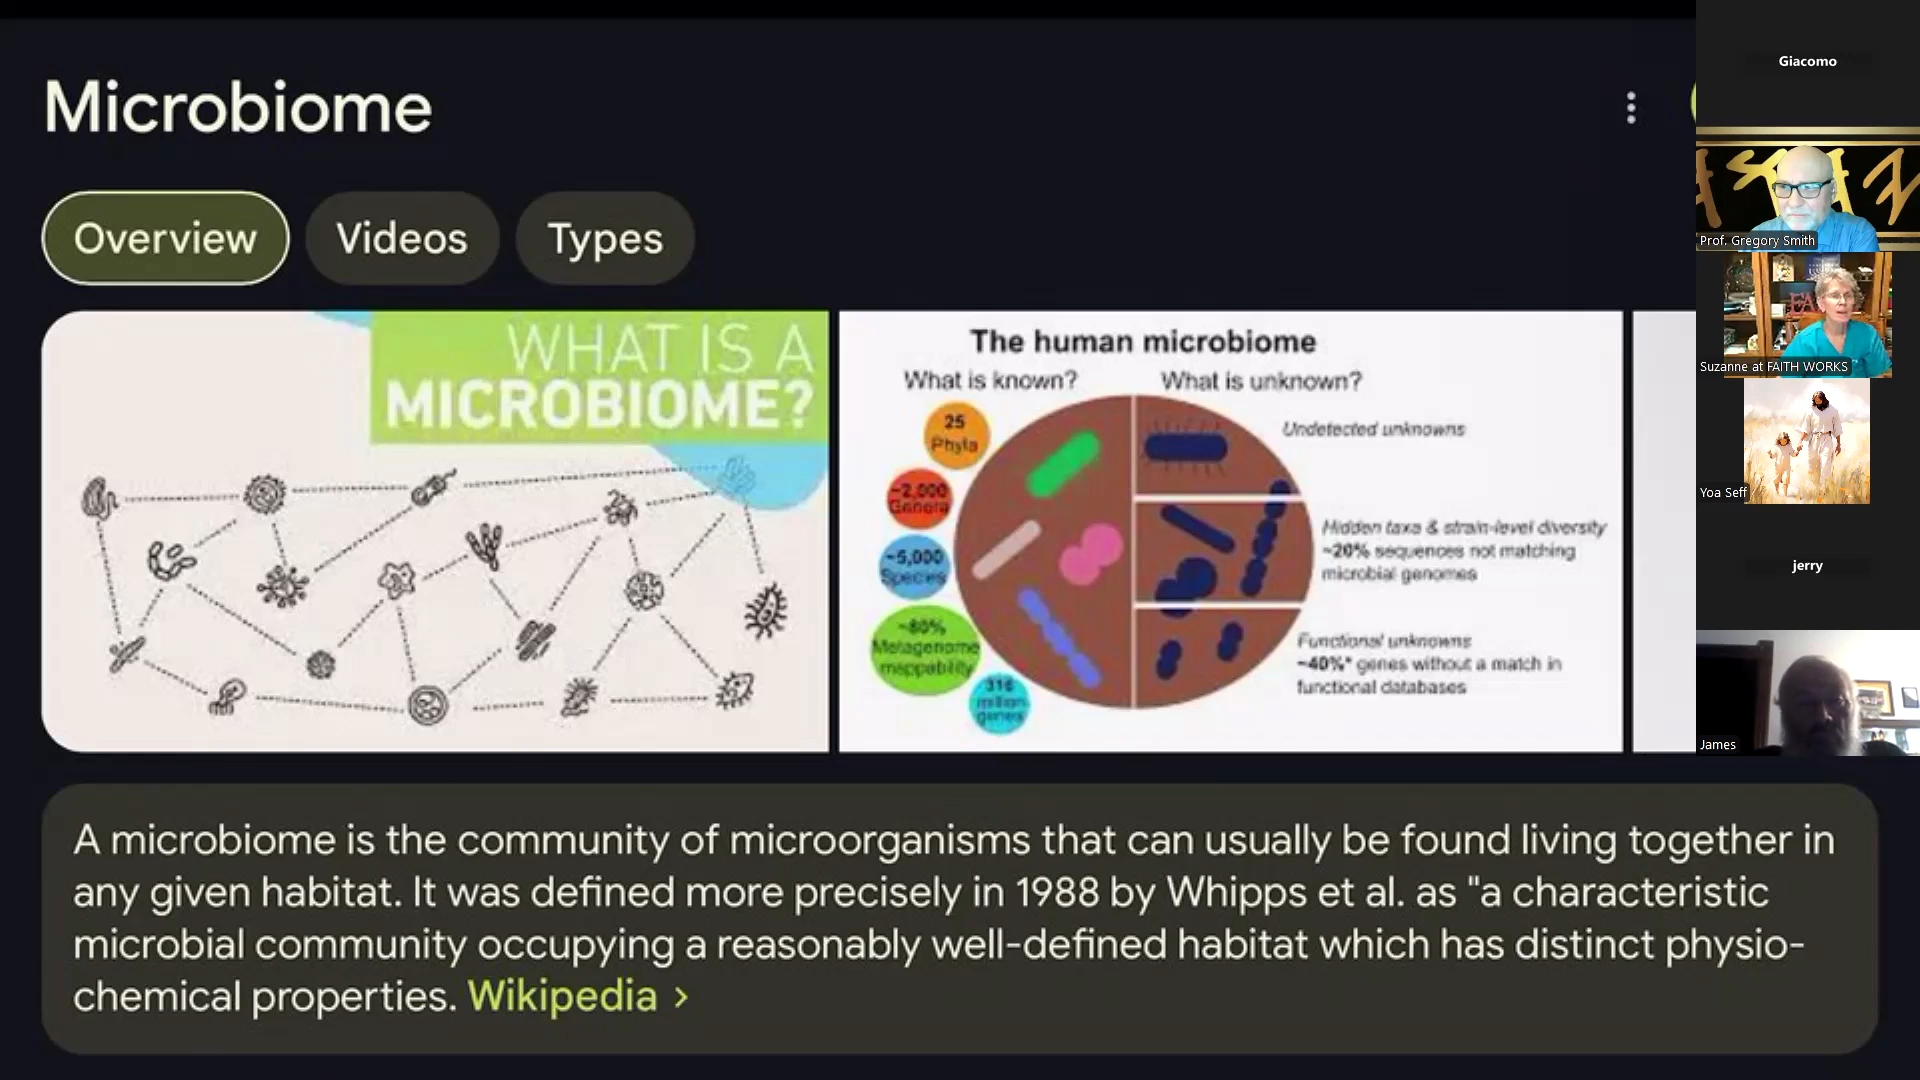 Microbiome
Overview
Videos
Types
WHAT IS A
MICROBIOME?
The human microbiome
What is known?
What is unknown?
25
Phyla
~2,000
Genera
~5,000
Species
~80%
Metagenome
mappability
316
million
genes
Undetected unknowns
Hidden taxa & strain-level diversity
~20% sequences not matching
microbial genomes
Functional unknowns
~40%* genes without a match in
functional databases
A microbiome is the community of microorganisms that can usually be found living together in
any given habitat. It was defined more precisely in 1988 by Whipps et al. as "a characteristic
microbial community occupying a reasonably well-defined habitat which has distinct physio-
chemical properties. Wikipedia >
Giacomo
Prof. Gregory Smith
Suzanne at FAITH WORKS
Yoa Seff
jerry
James